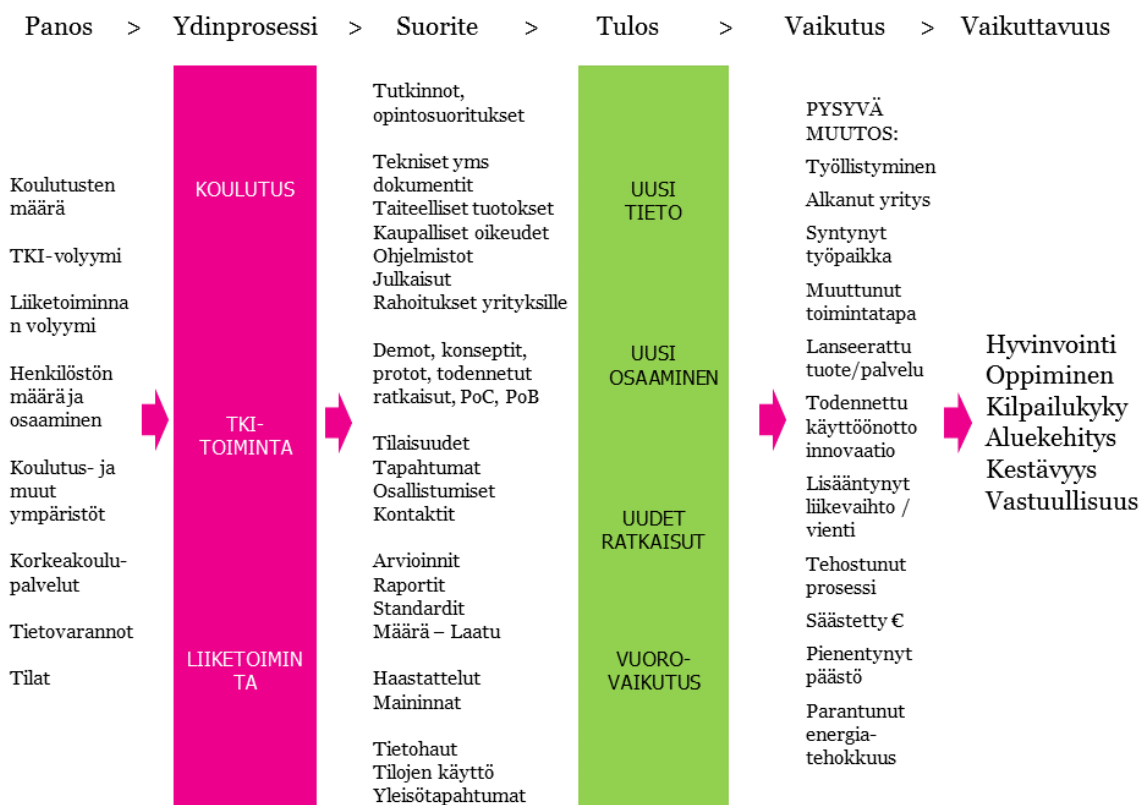 Panos > Ydinprosessi > Suorite > Tulos > Vaikutus > Vaikuttavuus
Koulutusten
määrä
TKI-volyymi
Liiketoiminna
n volyymi
Henkilöstön
määrä ja
osaaminen
Koulutus- ja
muut
ympäristöt
Korkeakoulu-
palvelut
Tietovarannot
Tilat
KOULUTUS
TKI-
TOIMINTA
LIIKETOIMIN
TA
Tutkinnot,
opintosuoritukset
Tekniset yms
dokumentit
Taiteelliset tuotokset
Kaupalliset oikeudet
Ohjelmistot
Julkaisut
Rahoitukset yrityksille
Demot, konseptit,
protot, todennetut
ratkaisut, PoC, PoB
Tilaisuudet
Tapahtumat
Osallistumiset
Kontaktit
Arvioinnit
Raportit
Standardit
Määrä – Laatu
Haastattelut
Maininnat
Tietohaut
Tilojen käyttö
Yleisötapahtumat
UUSI
TIETO
UUSI
OSAAMINEN
UUDET
RATKAISUT
VUORO-
VAIKUTUS
PYSYVÄ
MUUTOS:
Työllistyminen
Alkanut yritys
Syntynyt
työpaikka
Muuttunut
toimintatapa
Lanseerattu
tuote/palvelu
Todennettu
käyttöönotto
innovaatio
Lisääntynyt
liikevaihto /
vienti
Tehostunut
prosessi
Säästetty €
Pienentynyt
päästö
Parantunut
energia-
tehokkuus
Hyvinvointi
Oppiminen
Kilpailukyky
Aluekehitys
Kestävyys
Vastuullisuus